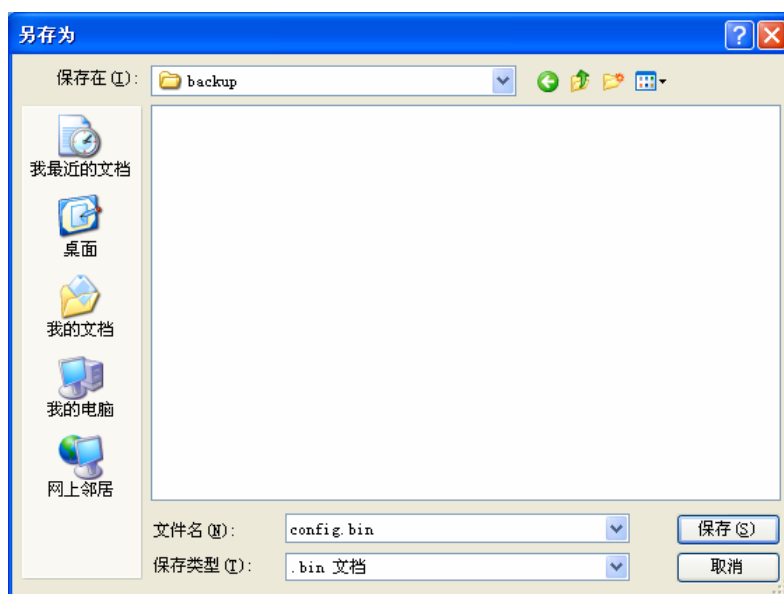 另存为
保存在(I):
backup
我最近的文档
桌面
我的文档
我的电脑
网上邻居
文件名(N):
config.bin
保存(S)
保存类型(T):
.bin 文档
取消